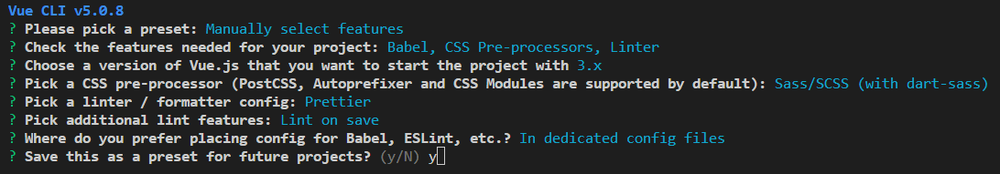 Vue CLI v5.0.8
? Please pick a preset: Manually select features
? Check the features needed for your project: Babel, CSS Pre-processors, Linter
? Choose a version of Vue.js that you want to start the project with 3.x
? Pick a CSS pre-processor (PostCSS, Autoprefixer and CSS Modules are supported by default): Sass/SCSS (with dart-sass)
? Pick a linter / formatter config: Prettier
? Pick additional lint features: Lint on save
? Where do you prefer placing config for Babel, ESLint, etc.? In dedicated config files
? Save this as a preset for future projects? (y/N) y